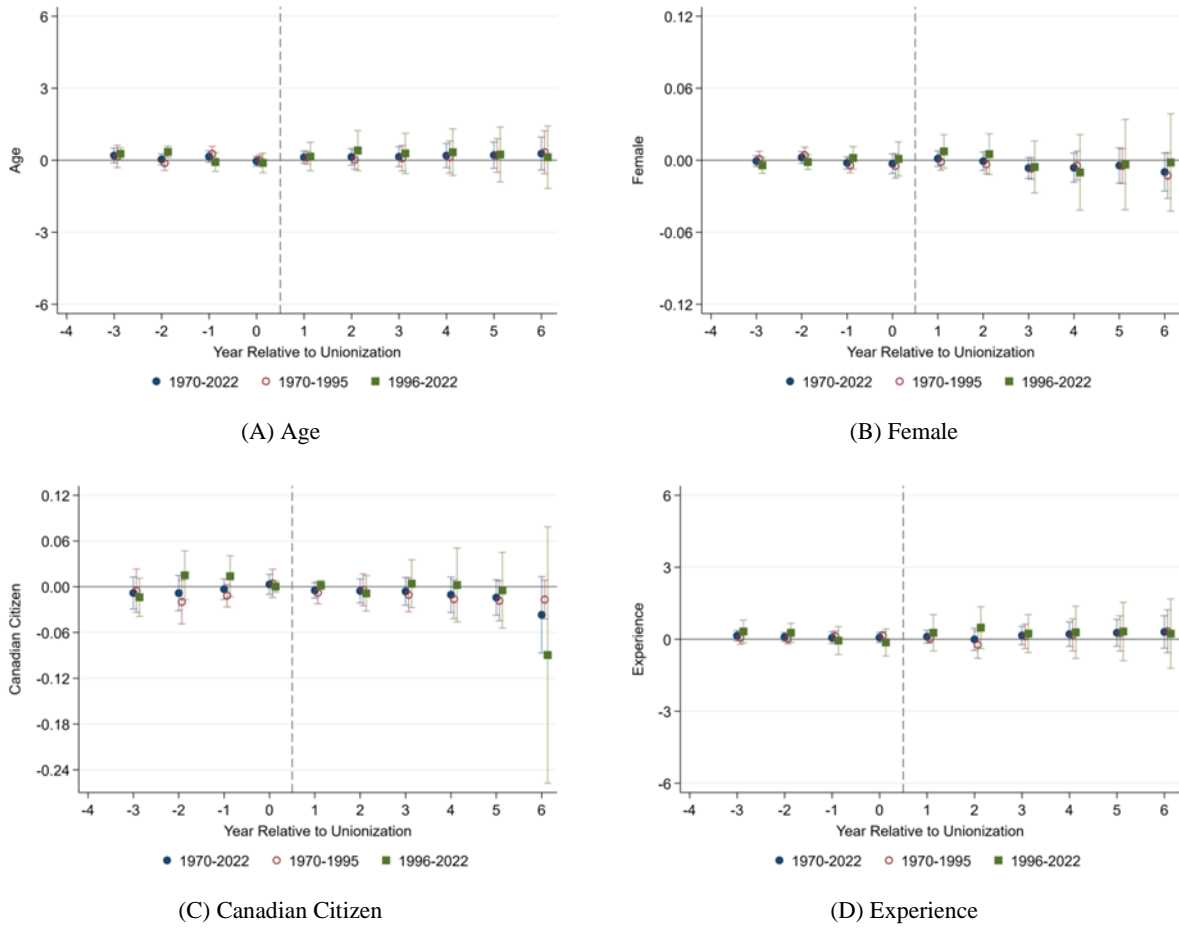 6
3
0
-3
-6
Age
-4 -3 -2 -1 0 1 2 3 4 5 6
Year Relative to Unionization
1970-2022 1970-1995 1996-2022
(A) Age
0.12
0.06
0.00
-0.06
-0.12
Female
-4 -3 -2 -1 0 1 2 3 4 5 6
Year Relative to Unionization
1970-2022 1970-1995 1996-2022
(B) Female
0.12
0.06
0.00
-0.06
-0.12
-0.18
-0.24
Canadian Citizen
-4 -3 -2 -1 0 1 2 3 4 5 6
Year Relative to Unionization
1970-2022 1970-1995 1996-2022
(C) Canadian Citizen
6
3
0
-3
-6
Experience
-4 -3 -2 -1 0 1 2 3 4 5 6
Year Relative to Unionization
1970-2022 1970-1995 1996-2022
(D) Experience